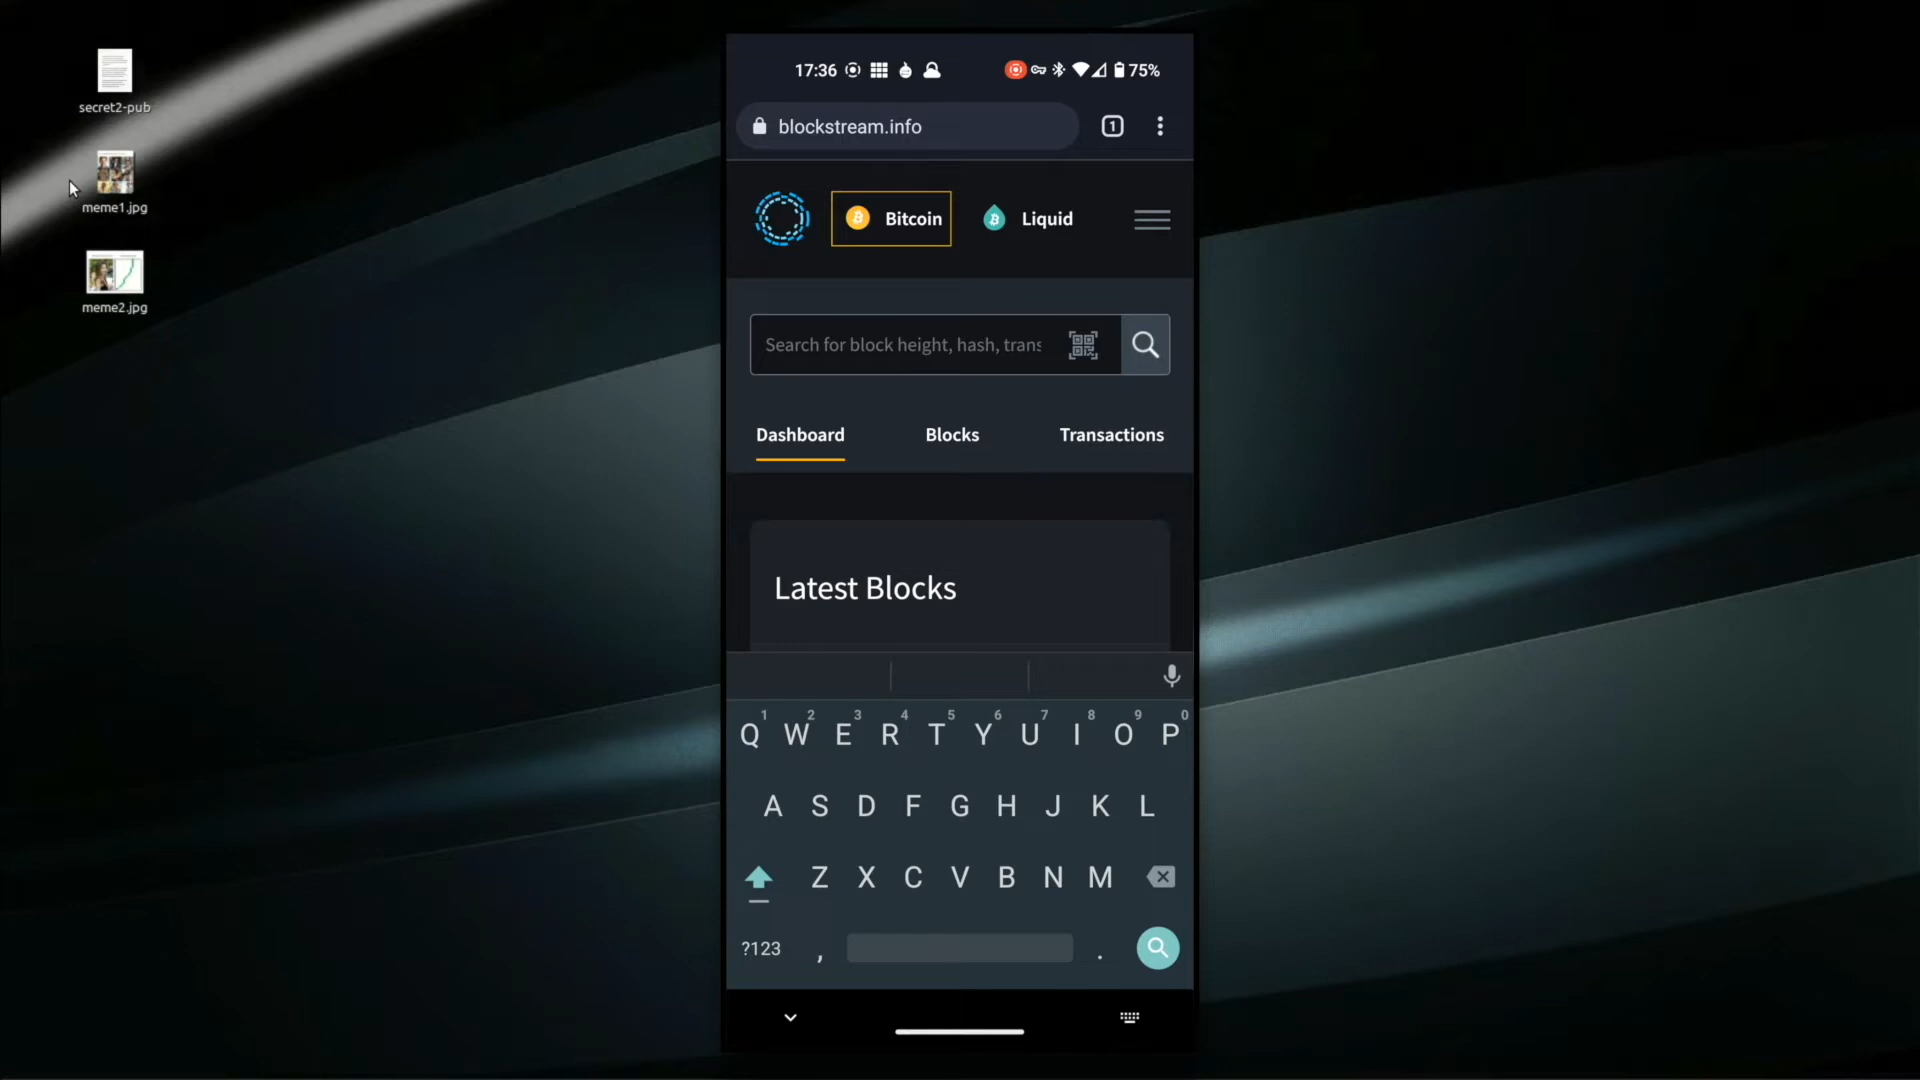 secret2-pub
meme1.jpg
meme2.jpg
17:36
75%
blockstream.info
1
Bitcoin
Liquid
Search for block height, hash, trans
Dashboard
Blocks
Transactions
Latest Blocks
1 2 3 4 5 6 7 8 9 0
Q W E R T Y U I O P
A S D F G H J K L
Z X C V B N M
?123 , .